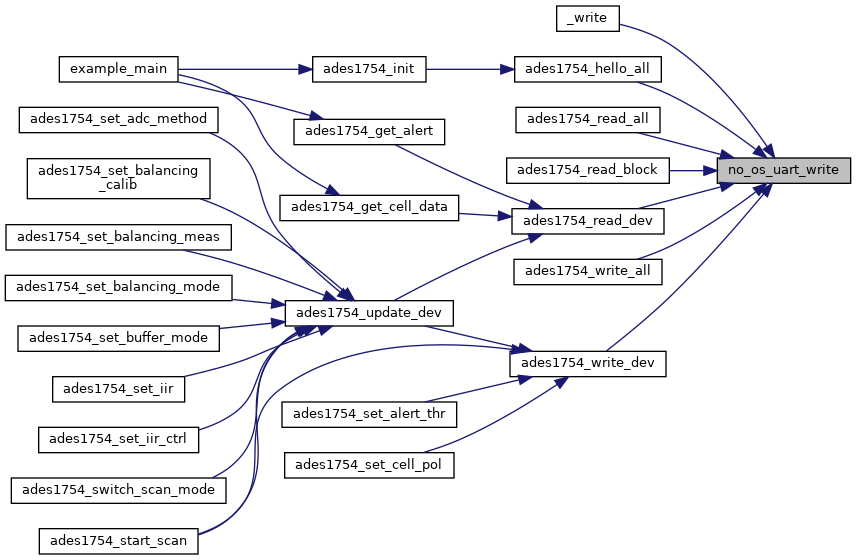 _write
example_main
ades1754_init
ades1754_hello_all
ades1754_set_adc_method
ades1754_get_alert
ades1754_read_all
ades1754_set_balancing
_calib
ades1754_read_block
no_os_uart_write
ades1754_get_cell_data
ades1754_read_dev
ades1754_set_balancing_meas
ades1754_write_all
ades1754_set_balancing_mode
ades1754_update_dev
ades1754_set_buffer_mode
ades1754_write_dev
ades1754_set_iir
ades1754_set_alert_thr
ades1754_set_iir_ctrl
ades1754_set_cell_pol
ades1754_switch_scan_mode
ades1754_start_scan